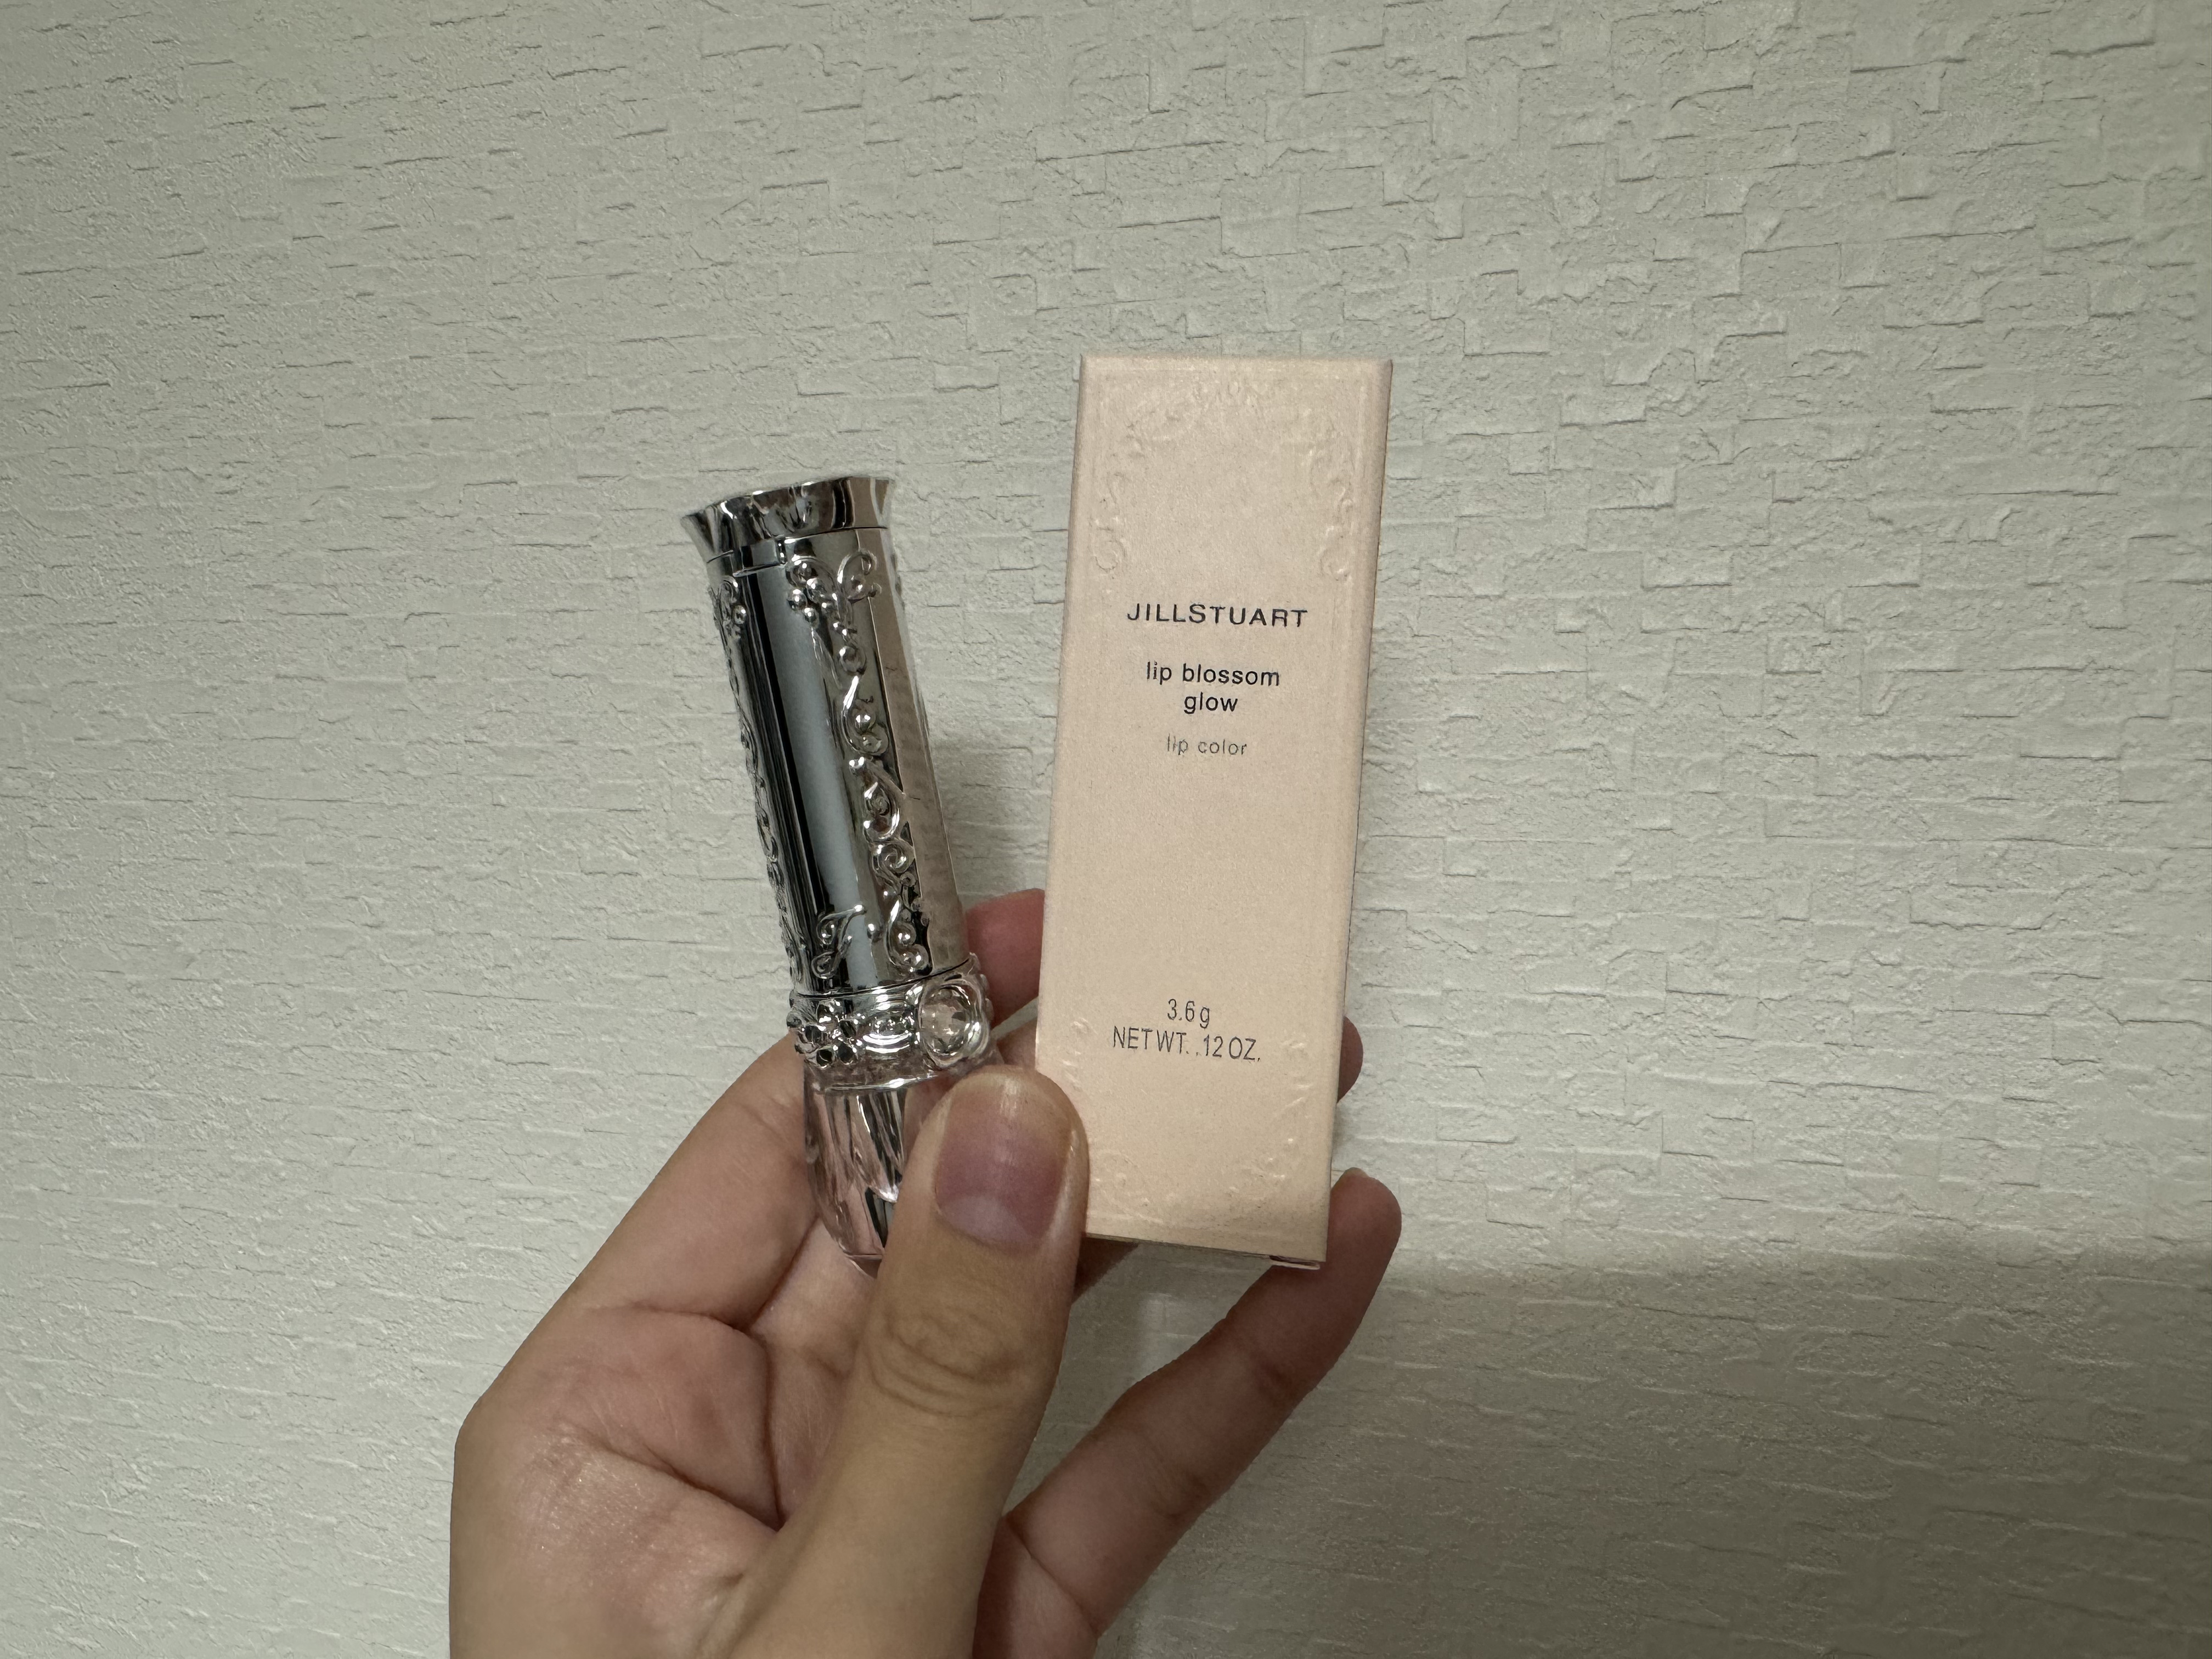 JILLSTUART
lip blossom
glow
lip color
3.6g
NET WT. .12 OZ.